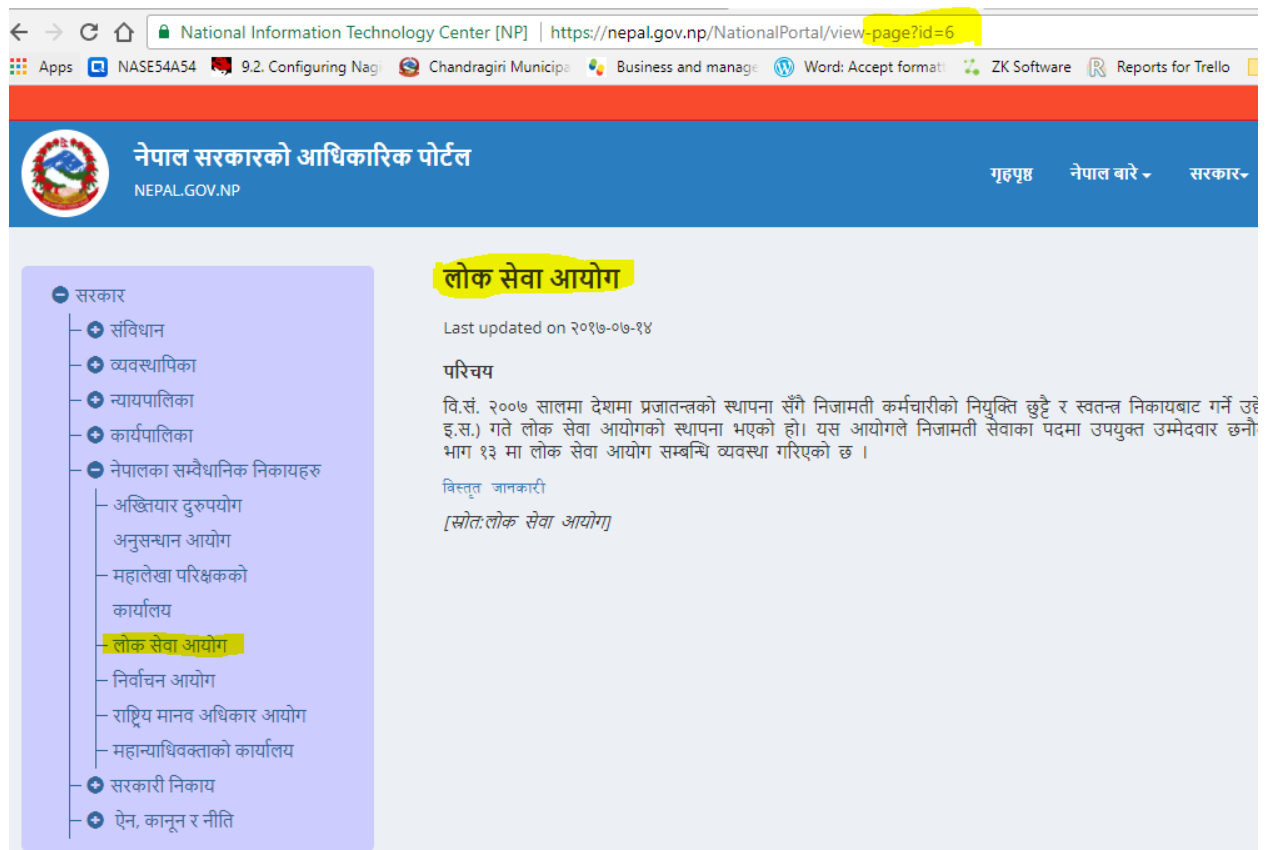 National Information Technology Center [NP] | https://nepal.gov.np/NationalPortal/view-page?id=6
Apps NASE54A54 9.2. Configuring Nagi Chandragiri Municipa Business and manage Word: Accept format ZK Software Reports for Trello
नेपाल सरकारको आधिकारिक पोर्टल
NEPAL.GOV.NP
गृहपृष्ठ नेपाल बारे सरकार
सरकार
संविधान
व्यवस्थापिका
न्यायपालिका
कार्यपालिका
नेपालका सम्वैधानिक निकायहरु
अख्तियार दुरुपयोग
अनुसन्धान आयोग
महालेखा परिक्षकको
कार्यालय
लोक सेवा आयोग
निर्वाचन आयोग
राष्ट्रिय मानव अधिकार आयोग
महान्याधिवक्ताको कार्यालय
सरकारी निकाय
ऐन, कानून र नीति
लोक सेवा आयोग
Last updated on २०१७-०७-१४
परिचय
वि.सं. २००७ सालमा देशमा प्रजातन्त्रको स्थापना सँगै निजामती कर्मचारीको नियुक्ति छुट्टै र स्वतन्त्र निकायबाट गर्ने
इ.स.) गते लोक सेवा आयोगको स्थापना भएको हो। यस आयोगले निजामती सेवाका पदमा उपयुक्त उम्मेदवार
भाग १३ मा लोक सेवा आयोग सम्बन्धि व्यवस्था गरिएको छ ।
विस्तृत जानकारी
[स्रोत:लोक सेवा आयोग]